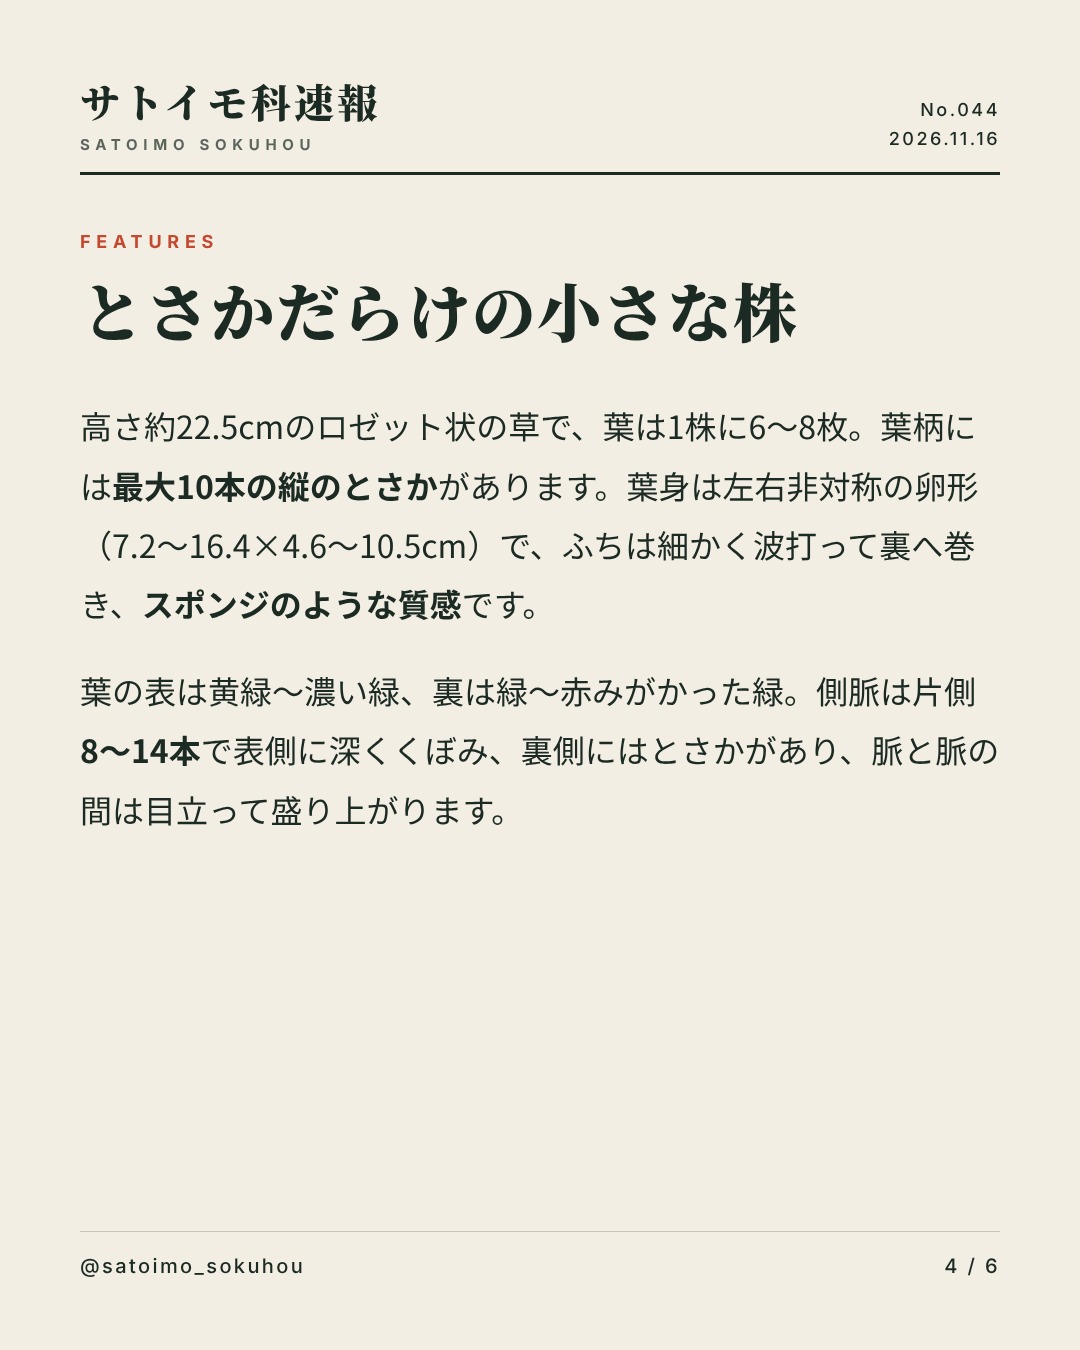 サトイモ科速報
SATOIMO SOKUHOU
No.044
2026.11.16
FEATURES
とさかだらけの小さな株
高さ約22.5cmのロゼット状の草で、葉は1株に6〜8枚。葉柄に
は最大10本の縦のとさかがあります。葉身は左右非対称の卵形
（7.2〜16.4×4.6〜10.5cm）で、ふちは細かく波打って裏へ巻
き、スポンジのような質感です。
葉の表は黄緑〜濃い緑、裏は緑〜赤みがかった緑。側脈は片側
8〜14本で表側に深くくぼみ、裏側にはとさかがあり、脈と脈の
間は目立って盛り上がります。
@satoimo_sokuhou
4 / 6